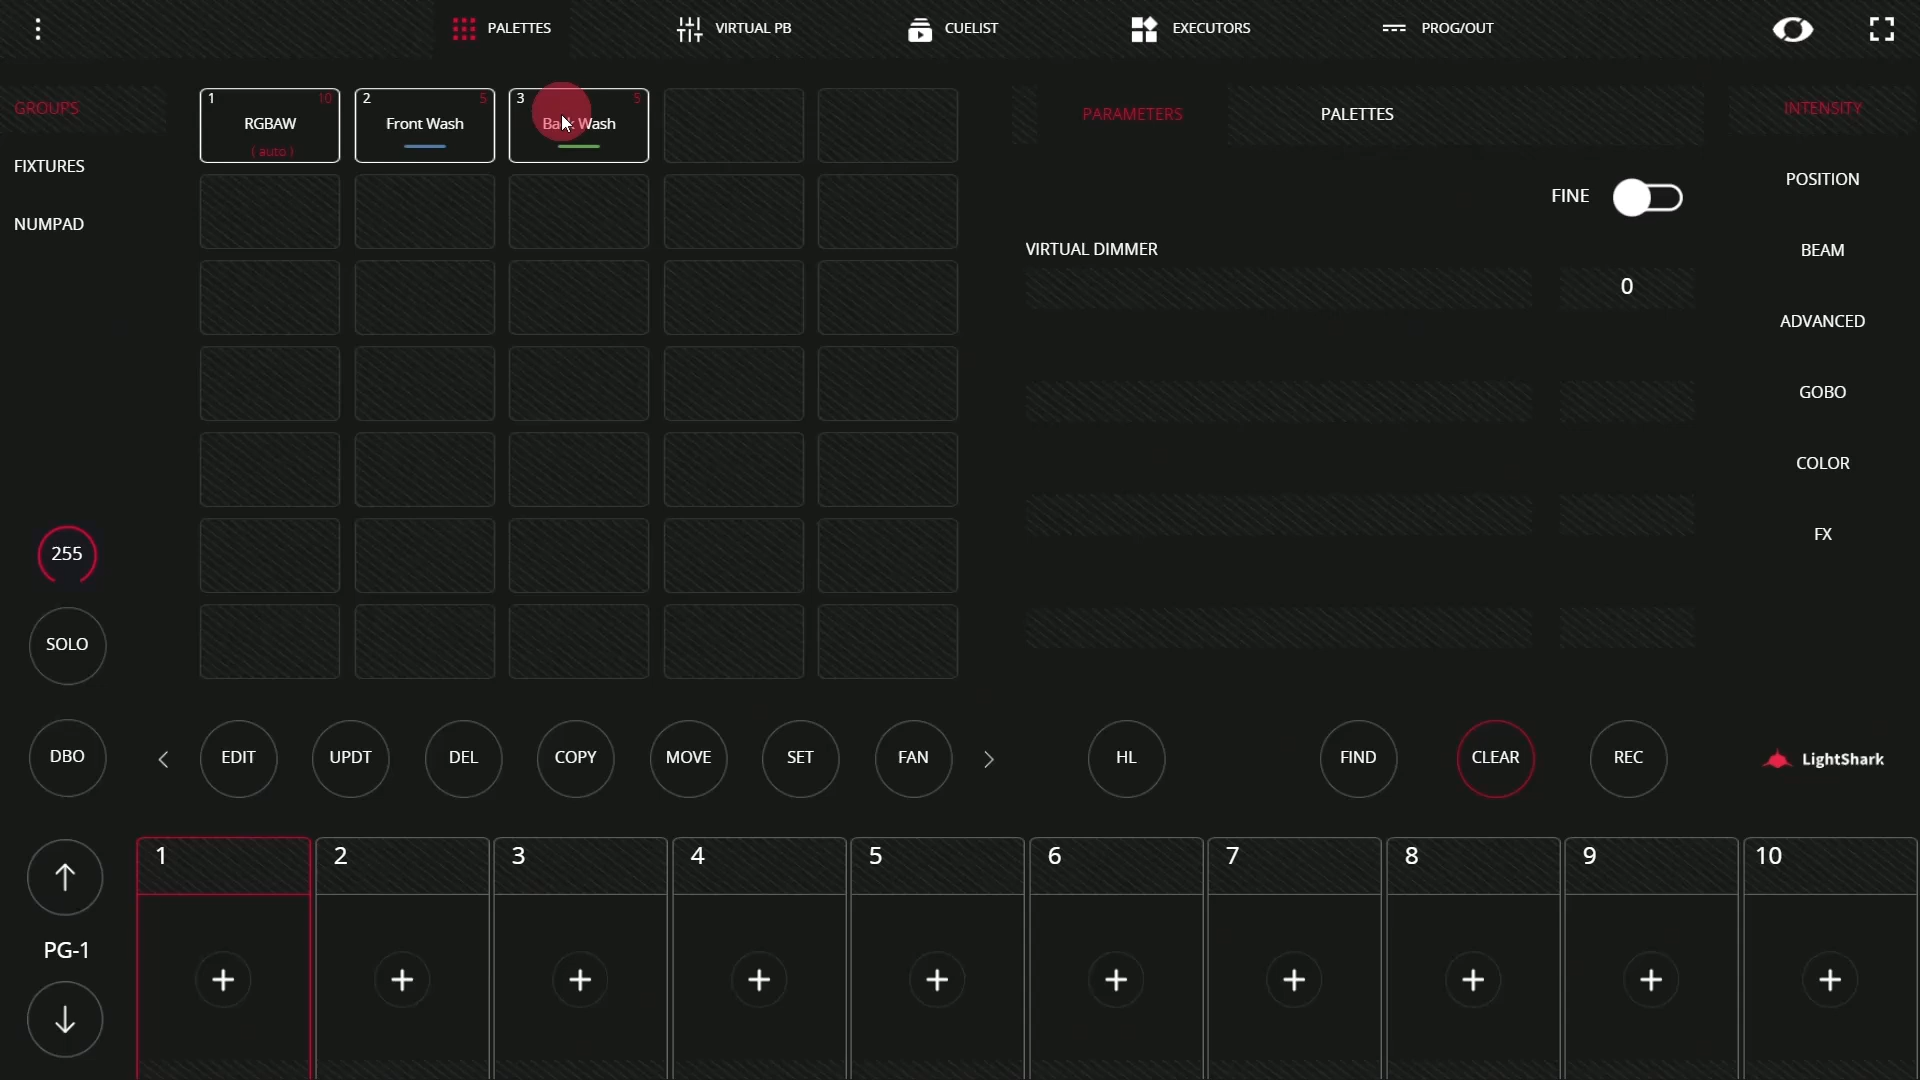 PALETTES
VIRTUAL PB
CUELIST
EXECUTORS
PROG/OUT
GROUPS
FIXTURES
NUMPAD
1 10
RGBAW
( auto )
2 5
Front Wash
3 5
Back Wash
PARAMETERS
PALETTES
FINE
VIRTUAL DIMMER
0
INTENSITY
POSITION
BEAM
ADVANCED
GOBO
COLOR
FX
255
SOLO
DBO
EDIT
UPDT
DEL
COPY
MOVE
SET
FAN
HL
FIND
CLEAR
REC
LightShark
PG-1
1
2
3
4
5
6
7
8
9
10